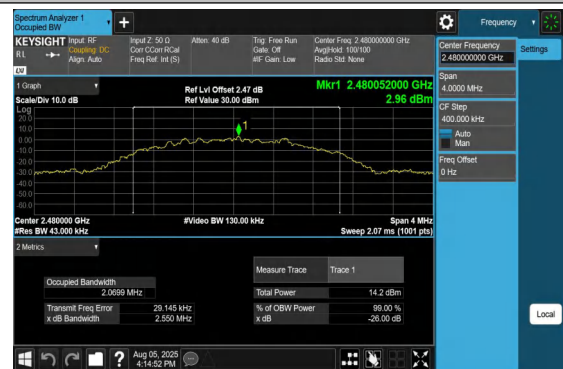 Spectrum Analyzer 1
Occupied BW
+
Frequency
KEYSIGHT
RL
Input: RF
Coupling: DC
Align: Auto
Input Z: 50 Ω
Corr CCorr RCal
Freq Ref: Int (S)
Atten: 40 dB
Trig: Free Run
Gate: Off
#IF Gain: Low
Center Freq: 2.480000000 GHz
Avg|Hold: 100/100
Radio Std: None
LXI
Center Frequency
2.480000000 GHz
Settings
Span
4.0000 MHz
CF Step
400.000 kHz
Auto
Man
Freq Offset
0 Hz
Local
1 Graph
Scale/Div 10.0 dB
Ref Lvl Offset 2.47 dB
Ref Value 30.00 dBm
Mkr1 2.480052000 GHz
2.96 dBm
Log
20.0
10.0
0.00
-10.0
-20.0
-30.0
-40.0
-50.0
-60.0
1
Center 2.480000 GHz
#Res BW 43.000 kHz
#Video BW 130.00 kHz
Span 4 MHz
Sweep 2.07 ms (1001 pts)
2 Metrics
Measure Trace Trace 1
Occupied Bandwidth
2.0699 MHz
Total Power 14.2 dBm
Transmit Freq Error 29.145 kHz
% of OBW Power 99.00 %
x dB Bandwidth 2.550 MHz
x dB -26.00 dB
?
Aug 05, 2025
4:14:52 PM